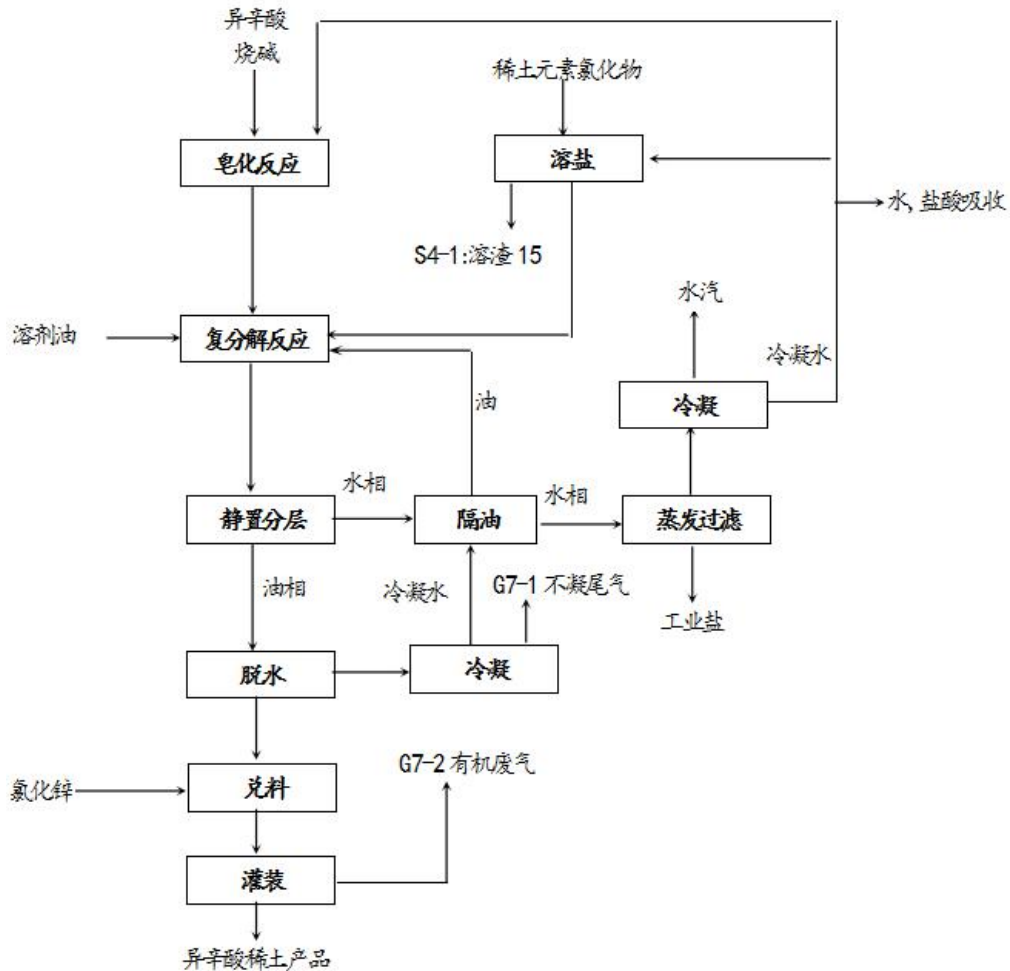 异辛酸
烧碱
稀土元素氯化物
皂化反应
溶盐
水,盐酸吸收
S4-1:溶渣15
水汽
溶剂油
复分解反应
冷凝水
油
冷凝
水相
水相
静置分层
隔油
蒸发过滤
油相
冷凝水
G7-1不凝尾气
工业盐
脱水
冷凝
G7-2有机废气
氯化锌
兑料
灌装
异辛酸稀土产品